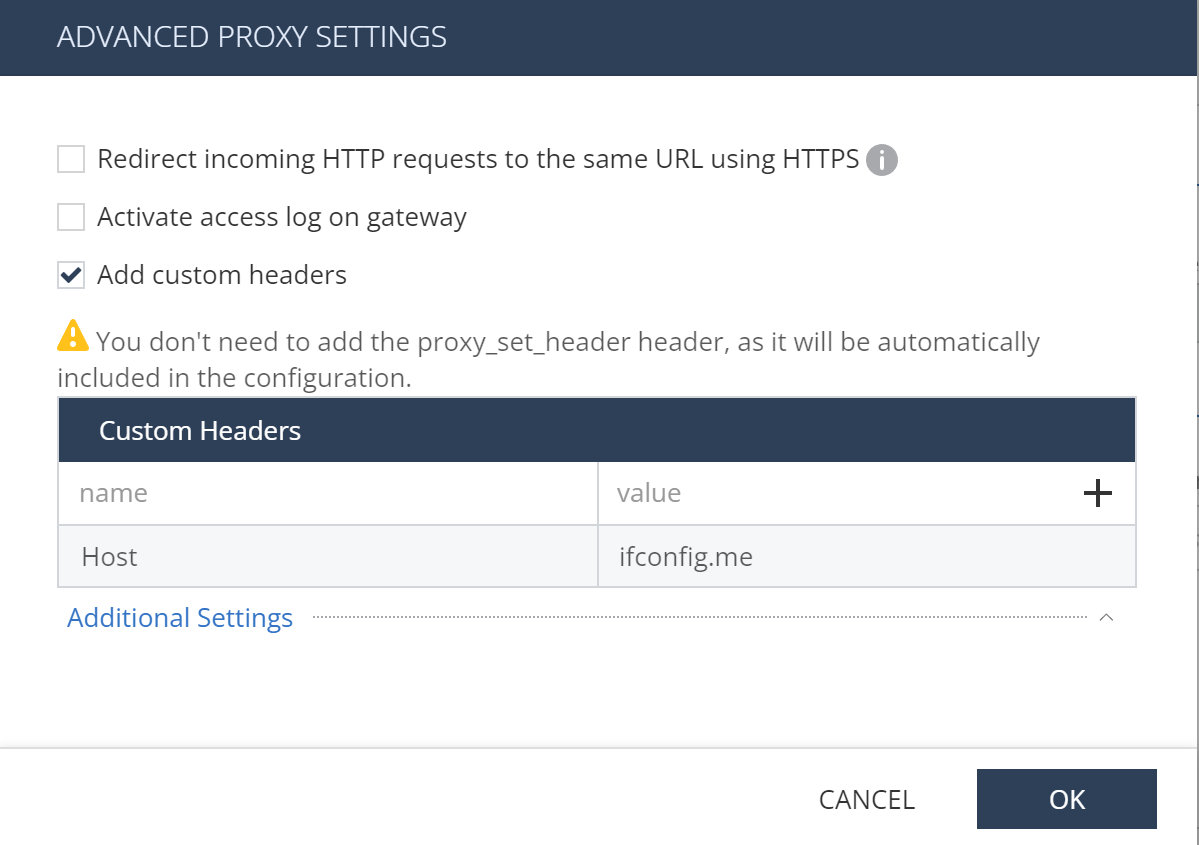 ADVANCED PROXY SETTINGS
Redirect incoming HTTP requests to the same URL using HTTPS
Activate access log on gateway
Add custom headers
You don't need to add the proxy_set_header header, as it will be automatically
included in the configuration.
Custom Headers
name value
Host ifconfig.me
Additional Settings
CANCEL OK